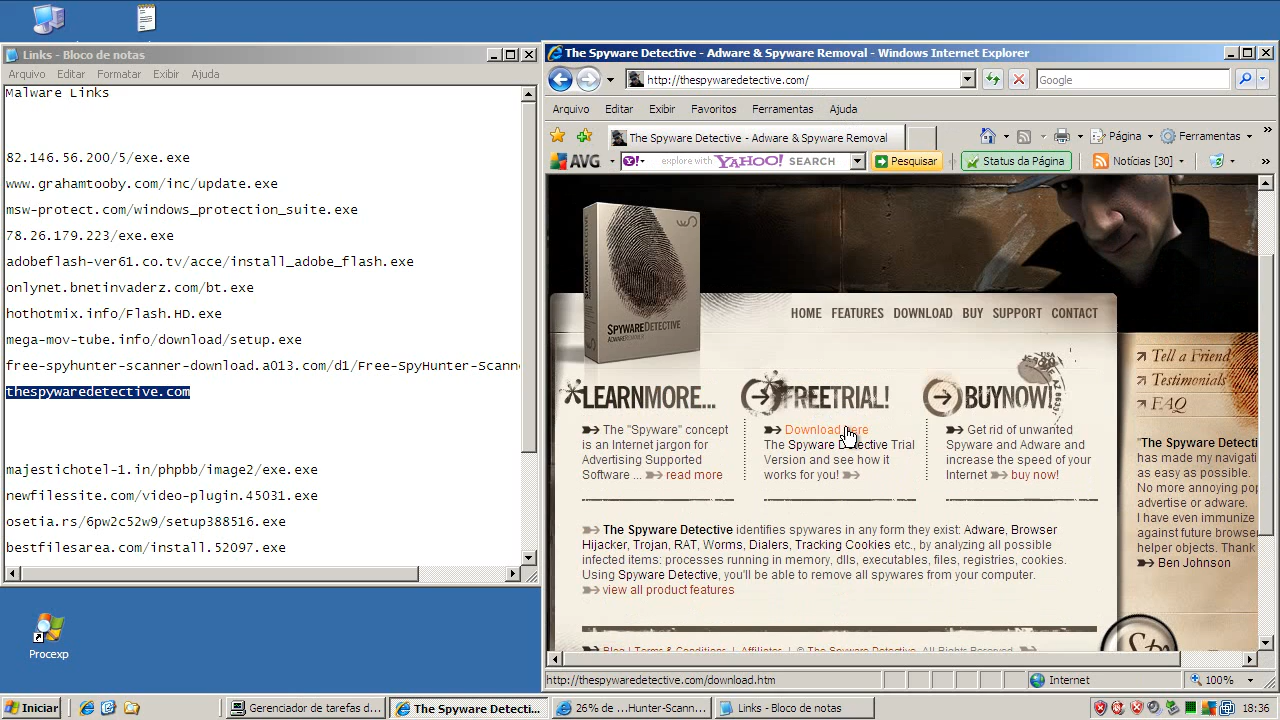 Links - Bloco de notas
Arquivo Editar Formatar Exibir Ajuda
Malware Links
82.146.56.200/5/exe.exe
www.grahamtooby.com/inc/update.exe
msw-protect.com/windows_protection_suite.exe
78.26.179.223/exe.exe
adobeflash-ver61.co.tv/acce/install_adobe_flash.exe
onlynet.bnetinvaderz.com/bt.exe
hothotmix.info/Flash.HD.exe
mega-mov-tube.info/download/setup.exe
free-spyhunter-scanner-download.a013.com/d1/Free-SpyHunter-Scann
thespywaredetective.com
majestichotel-1.in/phpbb/image2/exe.exe
newfilessite.com/video-plugin.45031.exe
osetia.rs/6pw2c52w9/setup388516.exe
bestfilesarea.com/install.52097.exe
Procexp
The Spyware Detective - Adware & Spyware Removal - Windows Internet Explorer
http://thespywaredetective.com/
Google
Arquivo Editar Exibir Favoritos Ferramentas Ajuda
The Spyware Detective - Adware & Spyware Removal
Página Ferramentas
AVG Y! explore with YAHOO! SEARCH Pesquisar Status da Página Notícias [30]
SPYWAREDETECTIVE
HOME FEATURES DOWNLOAD BUY SUPPORT CONTACT
LEARNMORE...
The "Spyware" concept
is an Internet jargon for
Advertising Supported
Software ... read more
FREETRIAL!
Download here
The Spyware Detective Trial
Version and see how it
works for you!
BUYNOW!
Get rid of unwanted
Spyware and Adware and
increase the speed of your
Internet buy now!
Tell a Friend
Testimonials
FAQ
"The Spyware Detecti
has made my navigati
as easy as possible.
No more annoying pop
advertise or adware.
I have even immunize
against future browser
helper objects. Thank
Ben Johnson
The Spyware Detective identifies spywares in any form they exist: Adware, Browser
Hijacker, Trojan, RAT, Worms, Dialers, Tracking Cookies etc., by analyzing all possible
infected items: processes running in memory, dlls, executables, files, registries, cookies.
Using Spyware Detective, you'll be able to remove all spywares from your computer.
view all product features
Blog | Terms & Conditions | Affiliates | © The Spyware Detective. All Rights Reserved.
http://thespywaredetective.com/download.htm
Internet
100%
Iniciar
Gerenciador de tarefas d...
The Spyware Detecti...
26% de ...Hunter-Scann...
Links - Bloco de notas
18:36